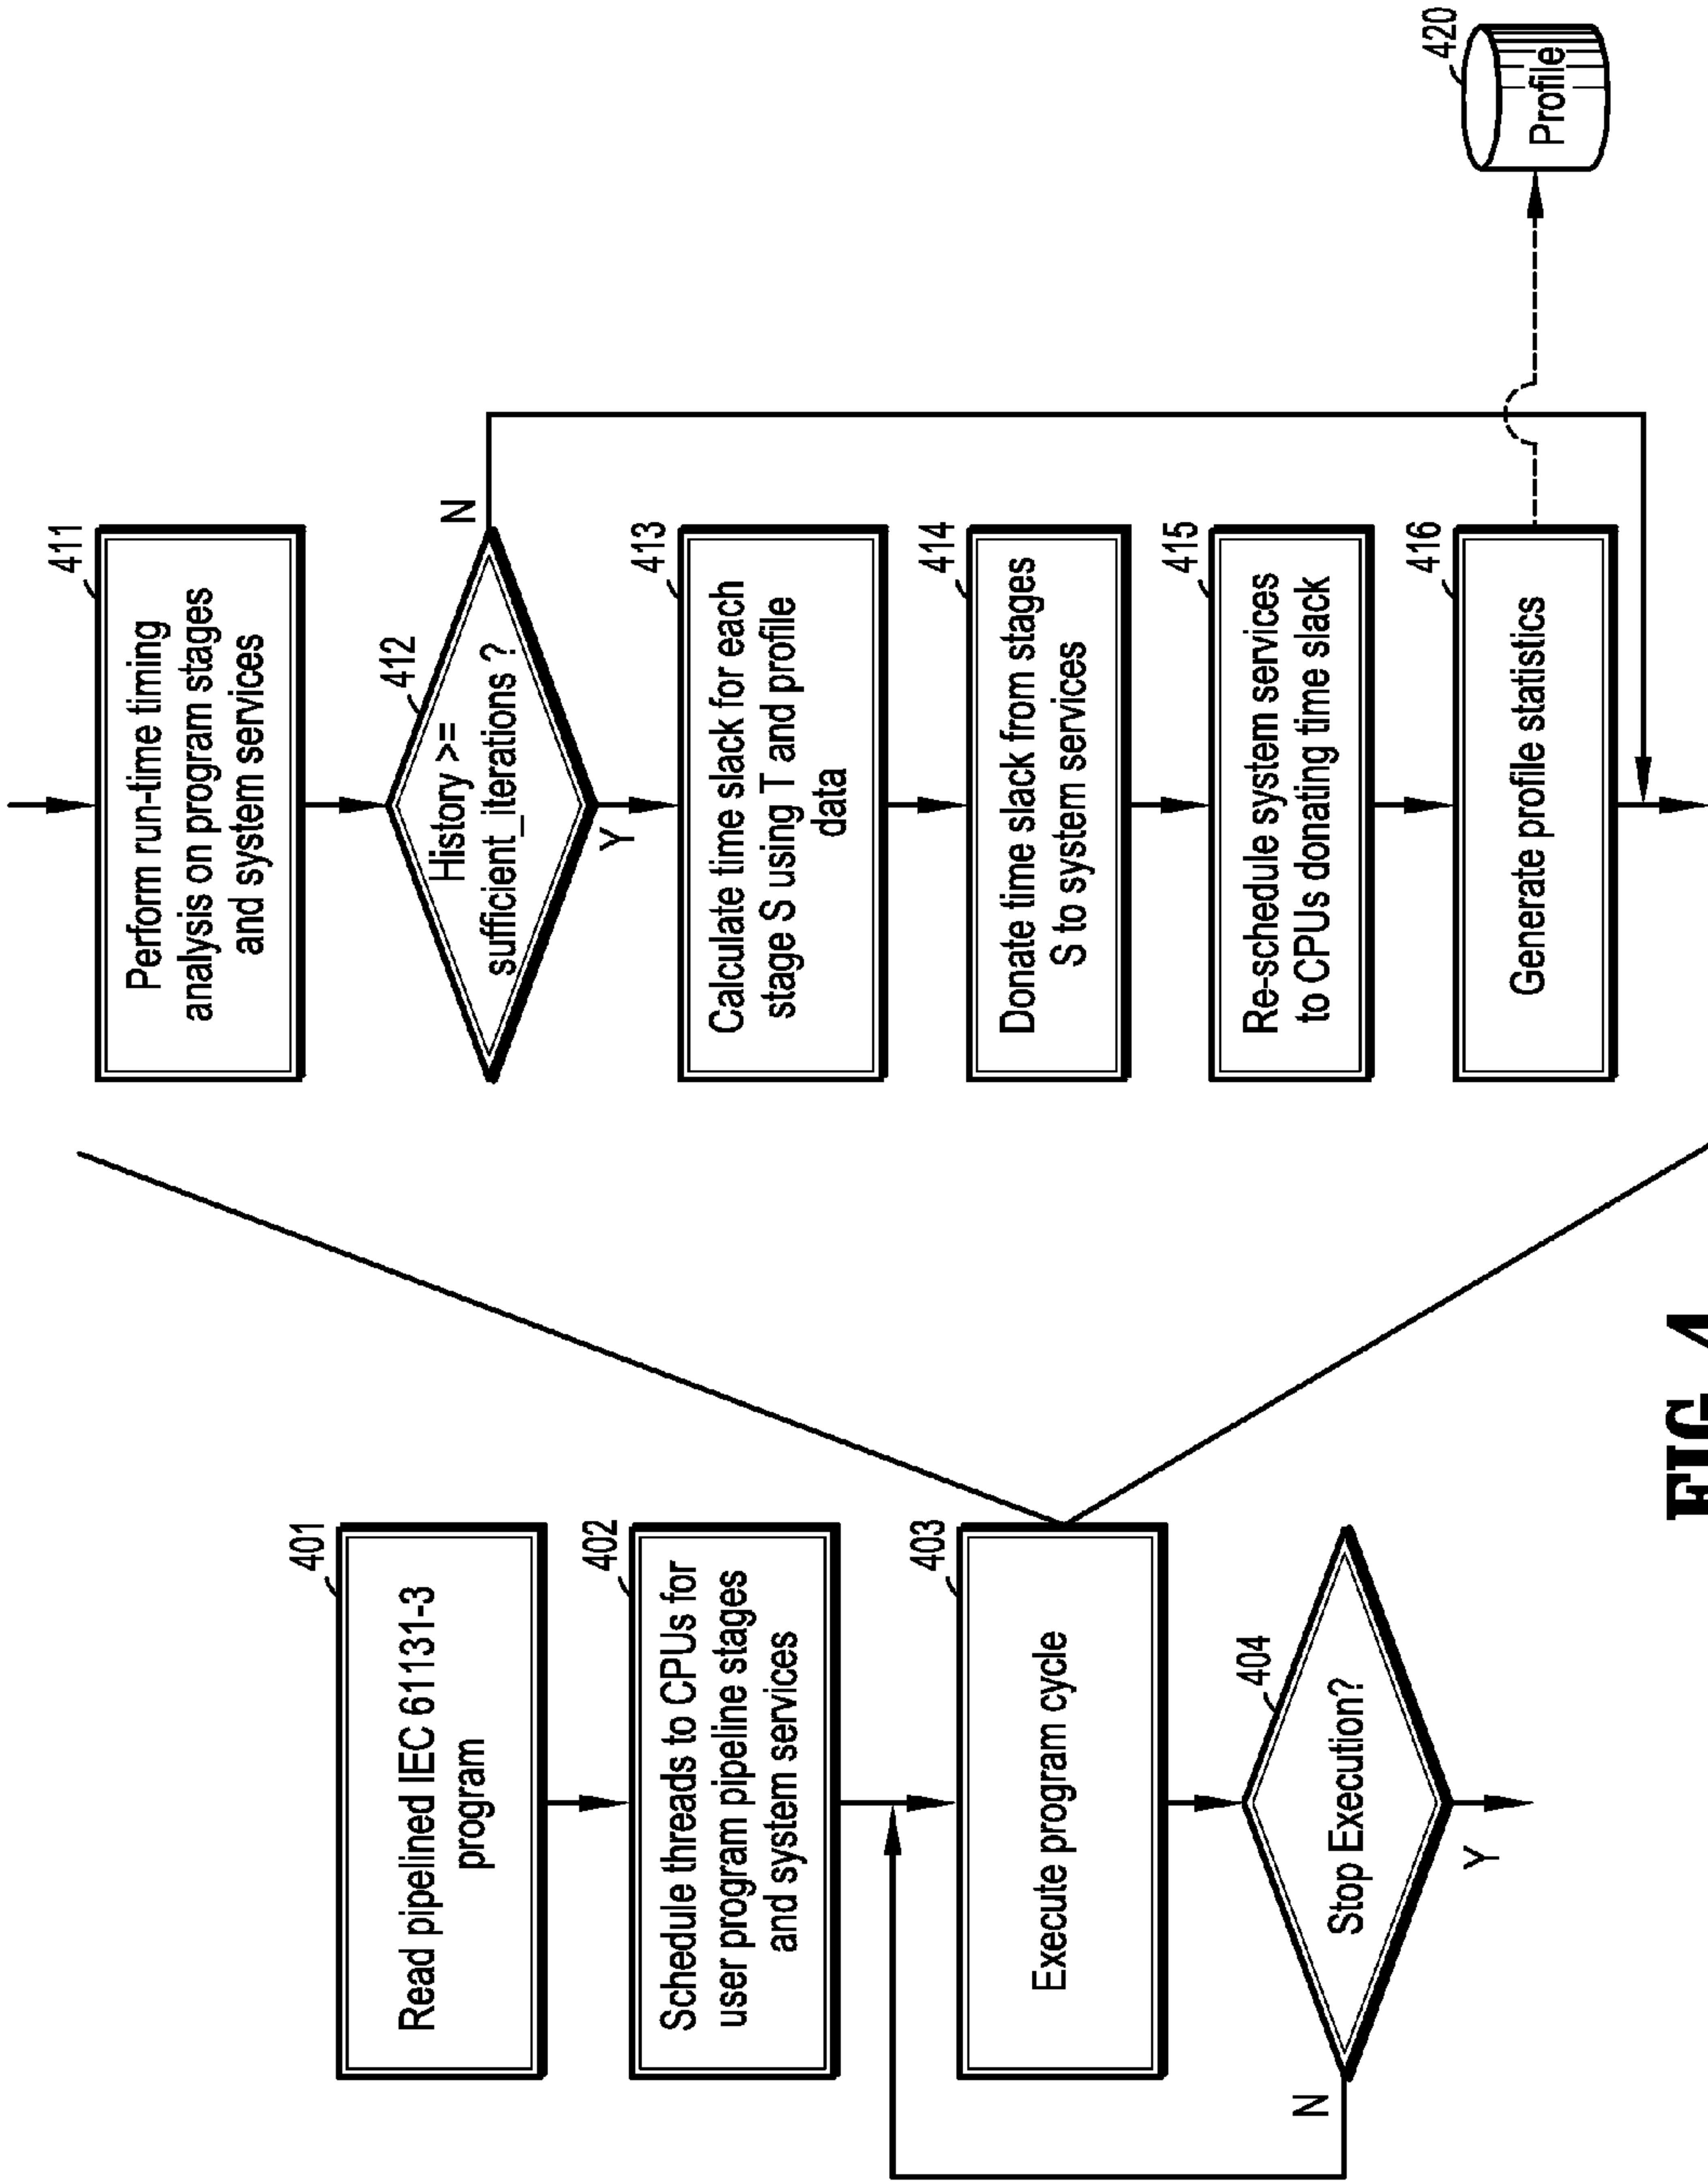 401
Read pipelined IEC 61131-3
program
402
Schedule threads to CPUs for
user program pipeline stages
and system services
403
Execute program cycle
404
Stop Execution?
N
Y
411
Perform run-time timing
analysis on program stages
and system services
412
History >=
sufficient_iterations ?
N
Y
413
Calculate time slack for each
stage S using T and profile
data
414
Donate time slack from stages
S to system services
415
Re-schedule system services
to CPUs donating time slack
416
Generate profile statistics
420
Profile
FIG. 4